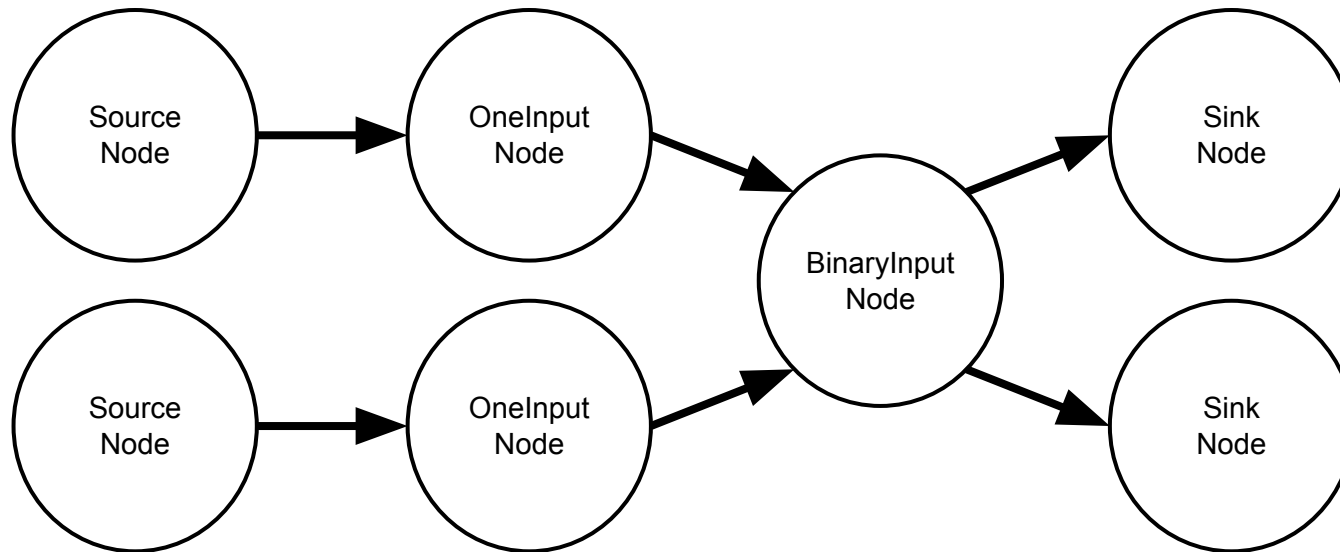 Source
Node
OneInput
Node
Sink
Node
BinaryInput
Node
Source
Node
OneInput
Node
Sink
Node